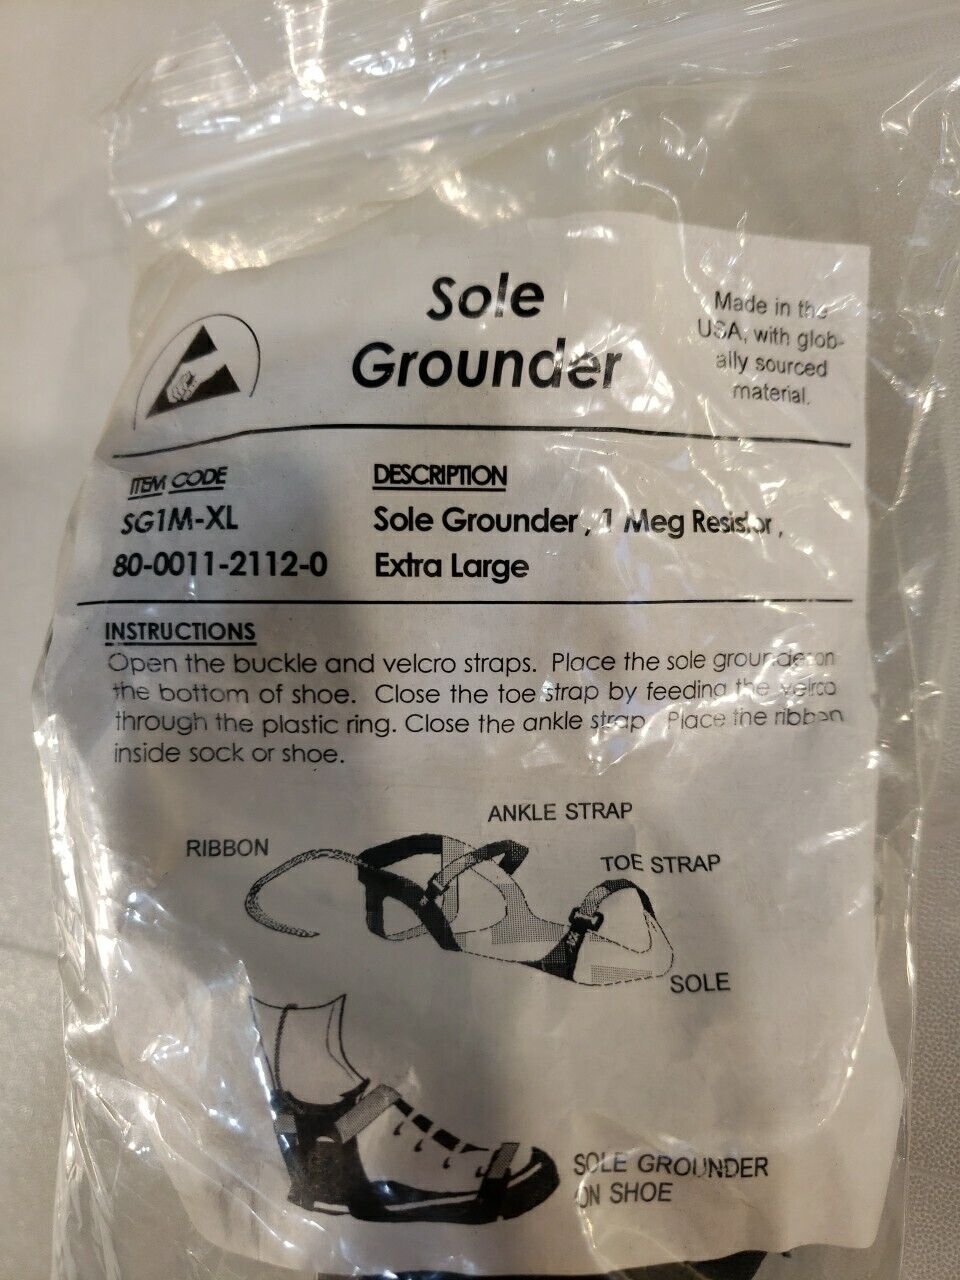 Sole
Grounder
Made in the
USA, with glob-
ally sourced
material.
ITEM CODE
DESCRIPTION
SG1M-XL
Sole Grounder, 1 Meg Resistor,
80-0011-2112-0
Extra Large
INSTRUCTIONS
Open the buckle and velcro straps. Place the sole grounder on
the bottom of shoe. Close the toe strap by feeding the velcro
through the plastic ring. Close the ankle strap. Place the ribbon
inside sock or shoe.
ANKLE STRAP
RIBBON
TOE STRAP
SOLE
SOLE GROUNDER
ON SHOE